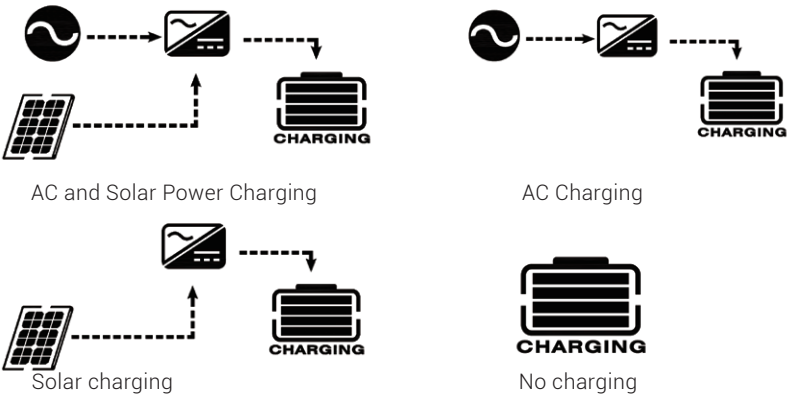 CHARGING
CHARGING
AC and Solar Power Charging
AC Charging
CHARGING
CHARGING
Solar charging
No charging